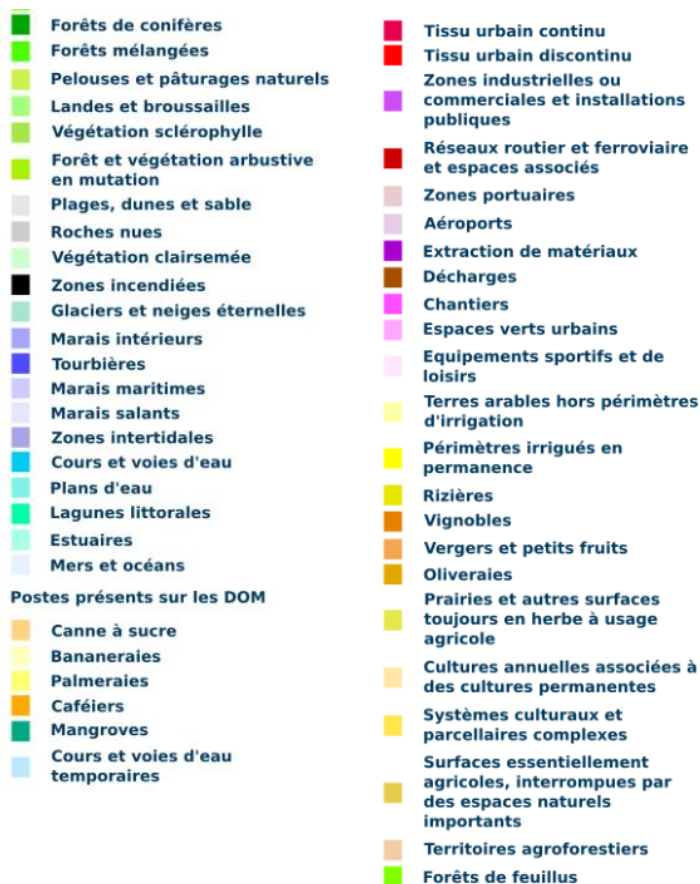 Forêts de conifères
Forêts mélangées
Pelouses et pâturages naturels
Landes et broussailles
Végétation sclérophylle
Forêt et végétation arbustive
en mutation
Plages, dunes et sable
Roches nues
Végétation clairsemée
Zones incendiées
Glaciers et neiges éternelles
Marais intérieurs
Tourbières
Marais maritimes
Marais salants
Zones intertidales
Cours et voies d'eau
Plans d'eau
Lagunes littorales
Estuaires
Mers et océans
Postes présents sur les DOM
Canne à sucre
Bananeraies
Palmeraies
Caféiers
Mangroves
Cours et voies d'eau
temporaires
Tissu urbain continu
Tissu urbain discontinu
Zones industrielles ou
commerciales et installations
publiques
Réseaux routier et ferroviaire
et espaces associés
Zones portuaires
Aéroports
Extraction de matériaux
Décharges
Chantiers
Espaces verts urbains
Equipements sportifs et de
loisirs
Terres arables hors périmètres
d'irrigation
Périmètres irrigués en
permanence
Rizières
Vignobles
Vergers et petits fruits
Oliveraies
Prairies et autres surfaces
toujours en herbe à usage
agricole
Cultures annuelles associées à
des cultures permanentes
Systèmes culturaux et
parcellaires complexes
Surfaces essentiellement
agricoles, interrompues par
des espaces naturels
importants
Territoires agroforestiers
Forêts de feuillus